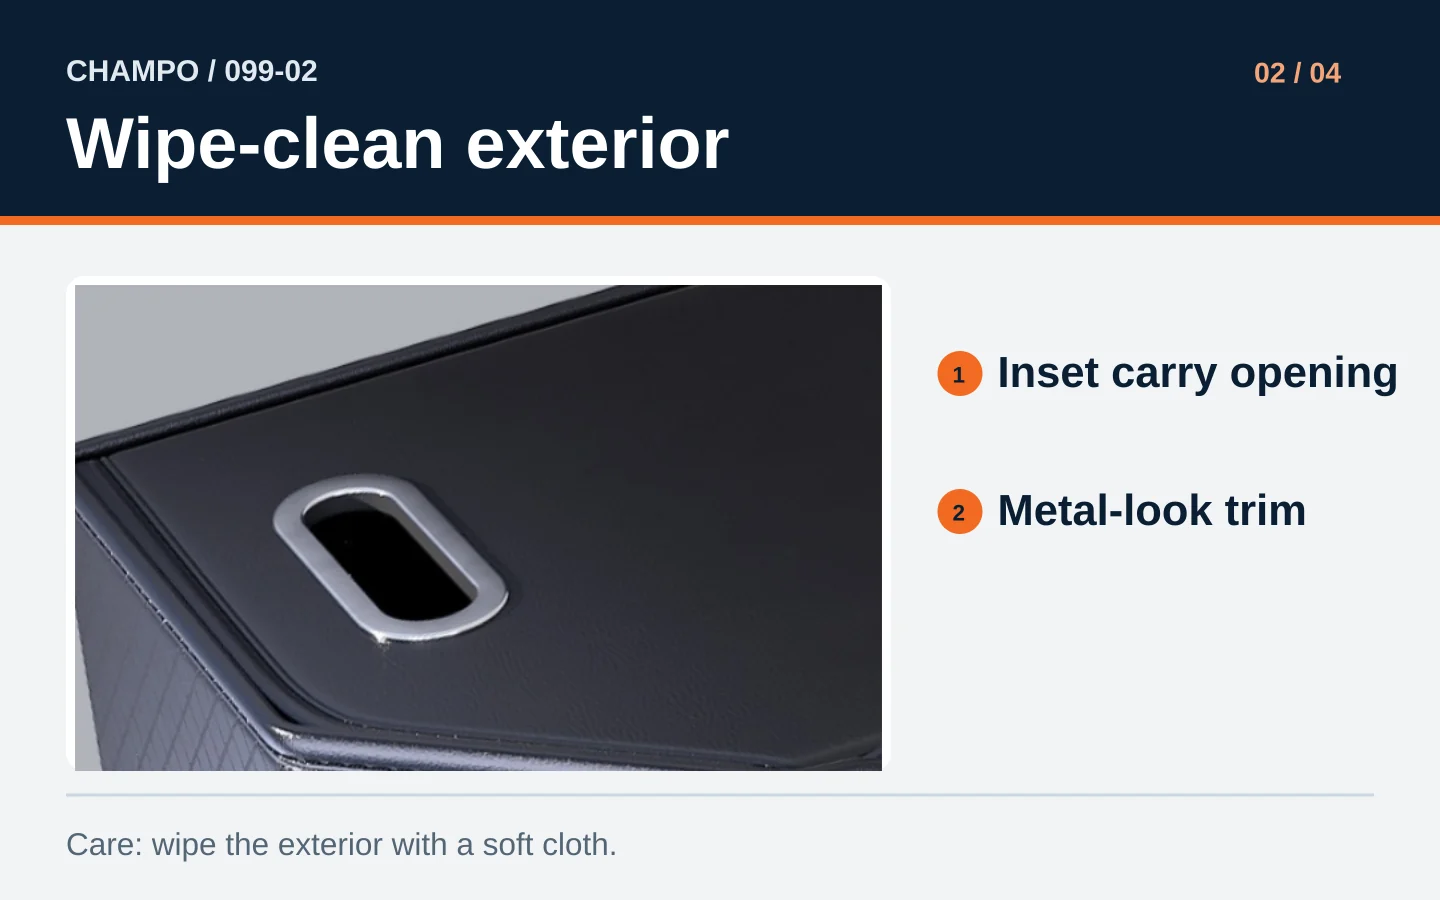 CHAMPO / 099-02
02 / 04
Wipe-clean exterior
1 Inset carry opening
2 Metal-look trim
Care: wipe the exterior with a soft cloth.